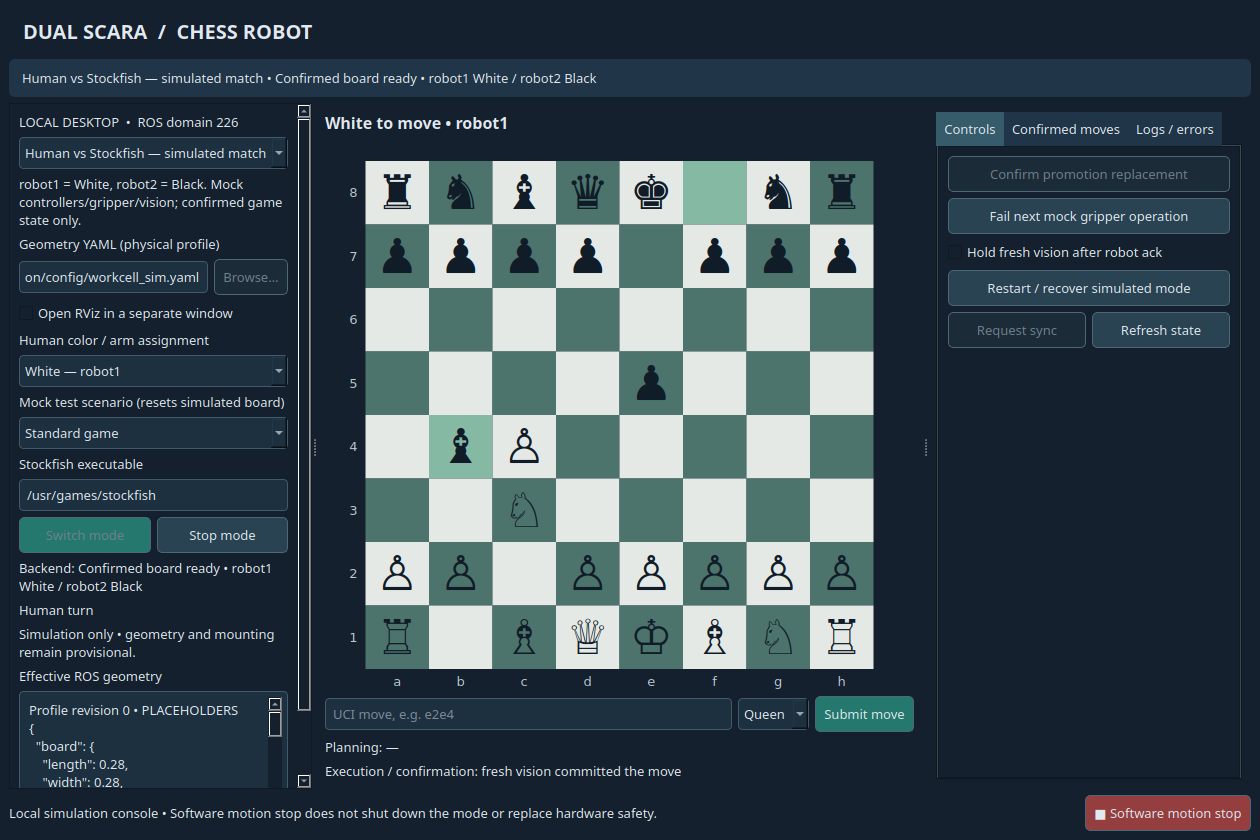 DUAL SCARA / CHESS ROBOT
Human vs Stockfish — simulated match • Confirmed board ready • robot1 White / robot2 Black
LOCAL DESKTOP • ROS domain 226
Human vs Stockfish — simulated match
robot1 = White, robot2 = Black. Mock
controllers/gripper/vision; confirmed game
state only.
Geometry YAML (physical profile)
on/config/workcell_sim.yaml
Browse...
Open RViz in a separate window
Human color / arm assignment
White — robot1
Mock test scenario (resets simulated board)
Standard game
Stockfish executable
/usr/games/stockfish
Switch mode
Stop mode
Backend: Confirmed board ready • robot1
White / robot2 Black
Human turn
Simulation only • geometry and mounting
remain provisional.
Effective ROS geometry
Profile revision 0 • PLACEHOLDERS
{
"board": {
"length": 0.28,
"width": 0.28,
White to move • robot1
8
7
6
5
4
3
2
1
a b c d e f g h
UCI move, e.g. e2e4
Queen
Submit move
Planning: —
Execution / confirmation: fresh vision committed the move
Controls
Confirmed moves
Logs / errors
Confirm promotion replacement
Fail next mock gripper operation
Hold fresh vision after robot ack
Restart / recover simulated mode
Request sync
Refresh state
Local simulation console • Software motion stop does not shut down the mode or replace hardware safety.
Software motion stop